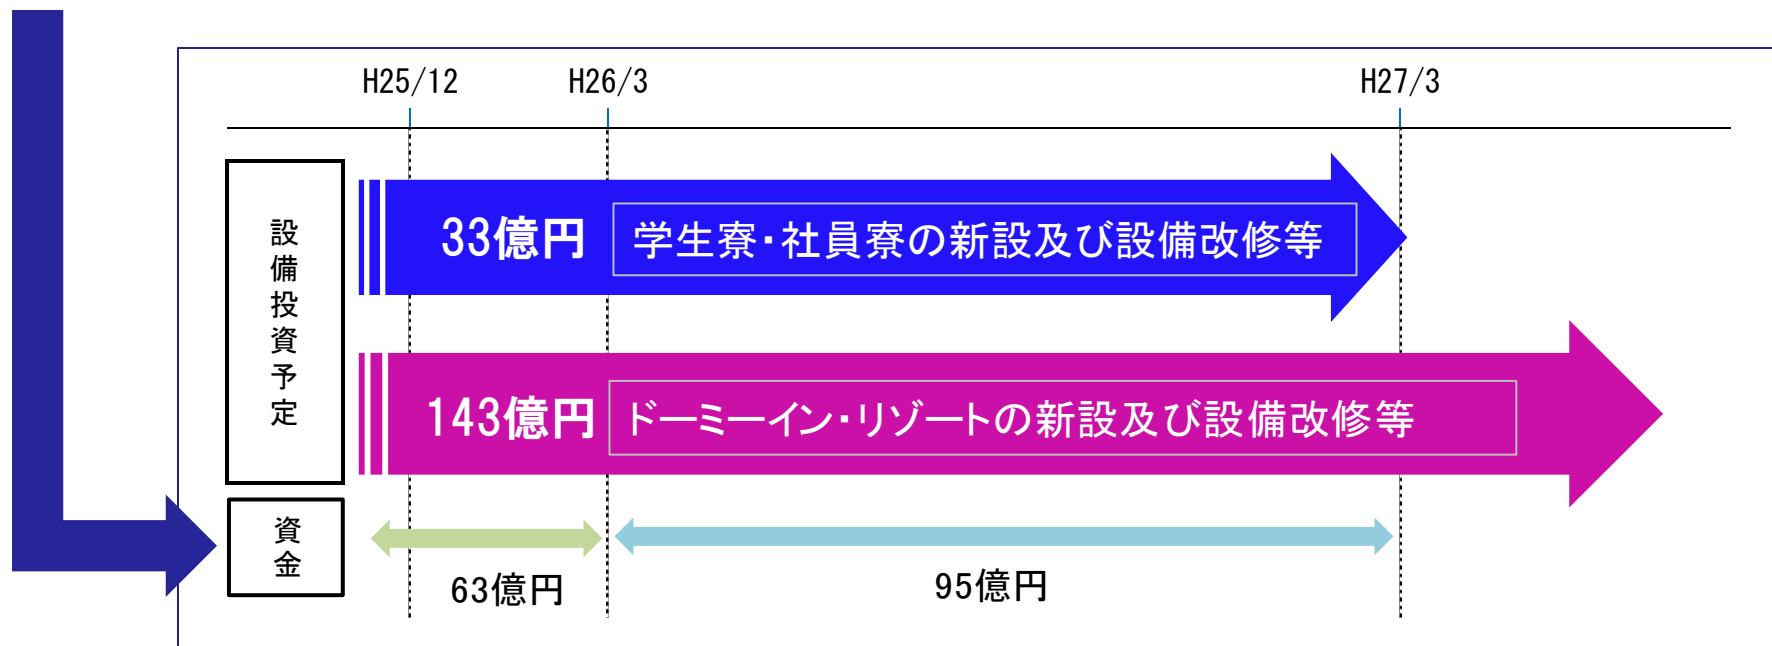 H25/12 H26/3 H27/3
設備投資予定
33億円 学生寮・社員寮の新設及び設備改修等
143億円 ドーミーイン・リゾートの新設及び設備改修等
資金
63億円 95億円